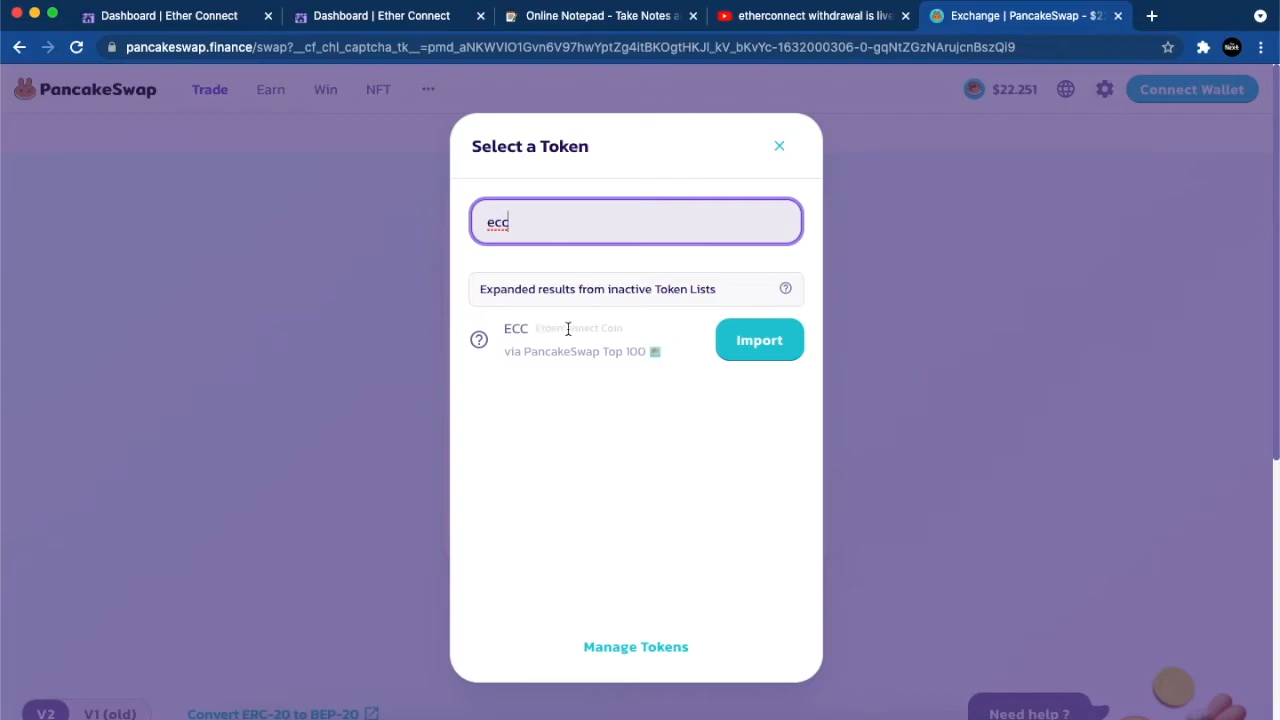 Dashboard | Ether Connect
Dashboard | Ether Connect
Online Notepad - Take Notes a
etherconnect withdrawal is live
Exchange | PancakeSwap - $2
pancakeswap.finance/swap?__cf_chl_captcha_tk__=pmd_aNKWVIO1Gvn6V97hwYptZg4itBKOgtHKJl_kV_bKvYc-1632000306-0-gqNtZGzNArujcnBszQi9
PancakeSwap
Trade
Earn
Win
NFT
$22.251
Connect Wallet
Select a Token
ecc
Expanded results from inactive Token Lists
ECC Etherconnect Coin
via PancakeSwap Top 100
Import
Manage Tokens
V2
V1 (old)
Convert ERC-20 to BEP-20
Need help ?